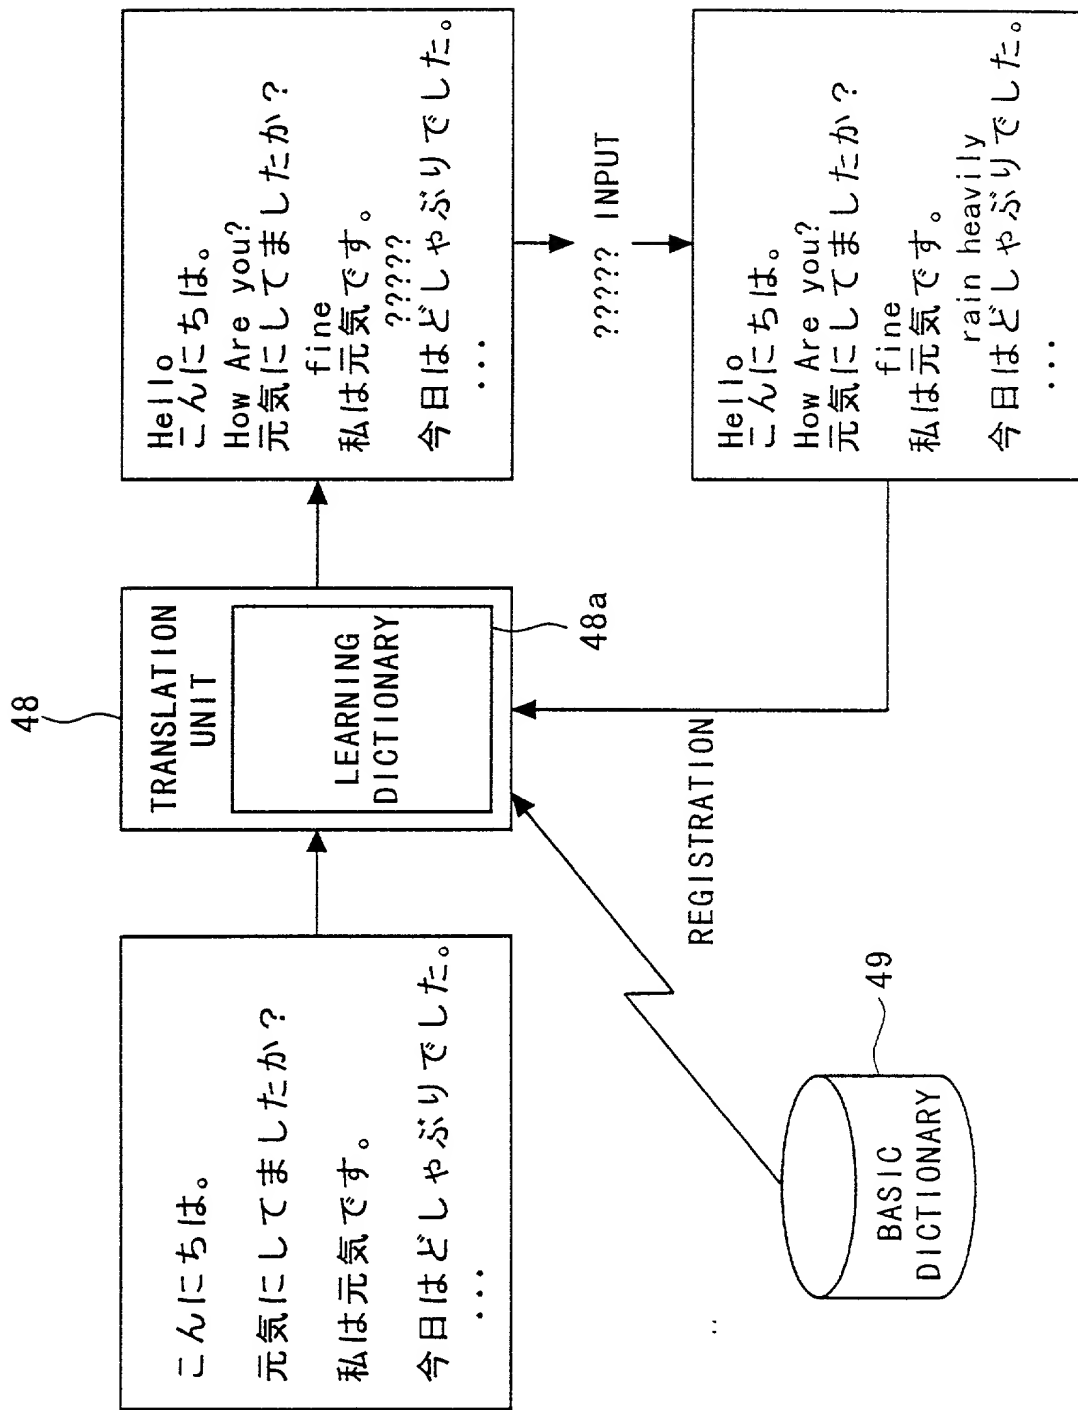 こんにちは。
元気にしてましたか?
私は元気です。
今日はどしゃぶりでした。
...
48
TRANSLATION
UNIT
LEARNING
DICTIONARY
48a
Hello
こんにちは。
How Are you?
元気にしてましたか?
fine
私は元気です。
?????
今日はどしゃぶりでした。
...
????? INPUT
Hello
こんにちは。
How Are you?
元気にしてましたか?
fine
私は元気です。
rain heavily
今日はどしゃぶりでした。
...
REGISTRATION
49
BASIC
DICTIONARY